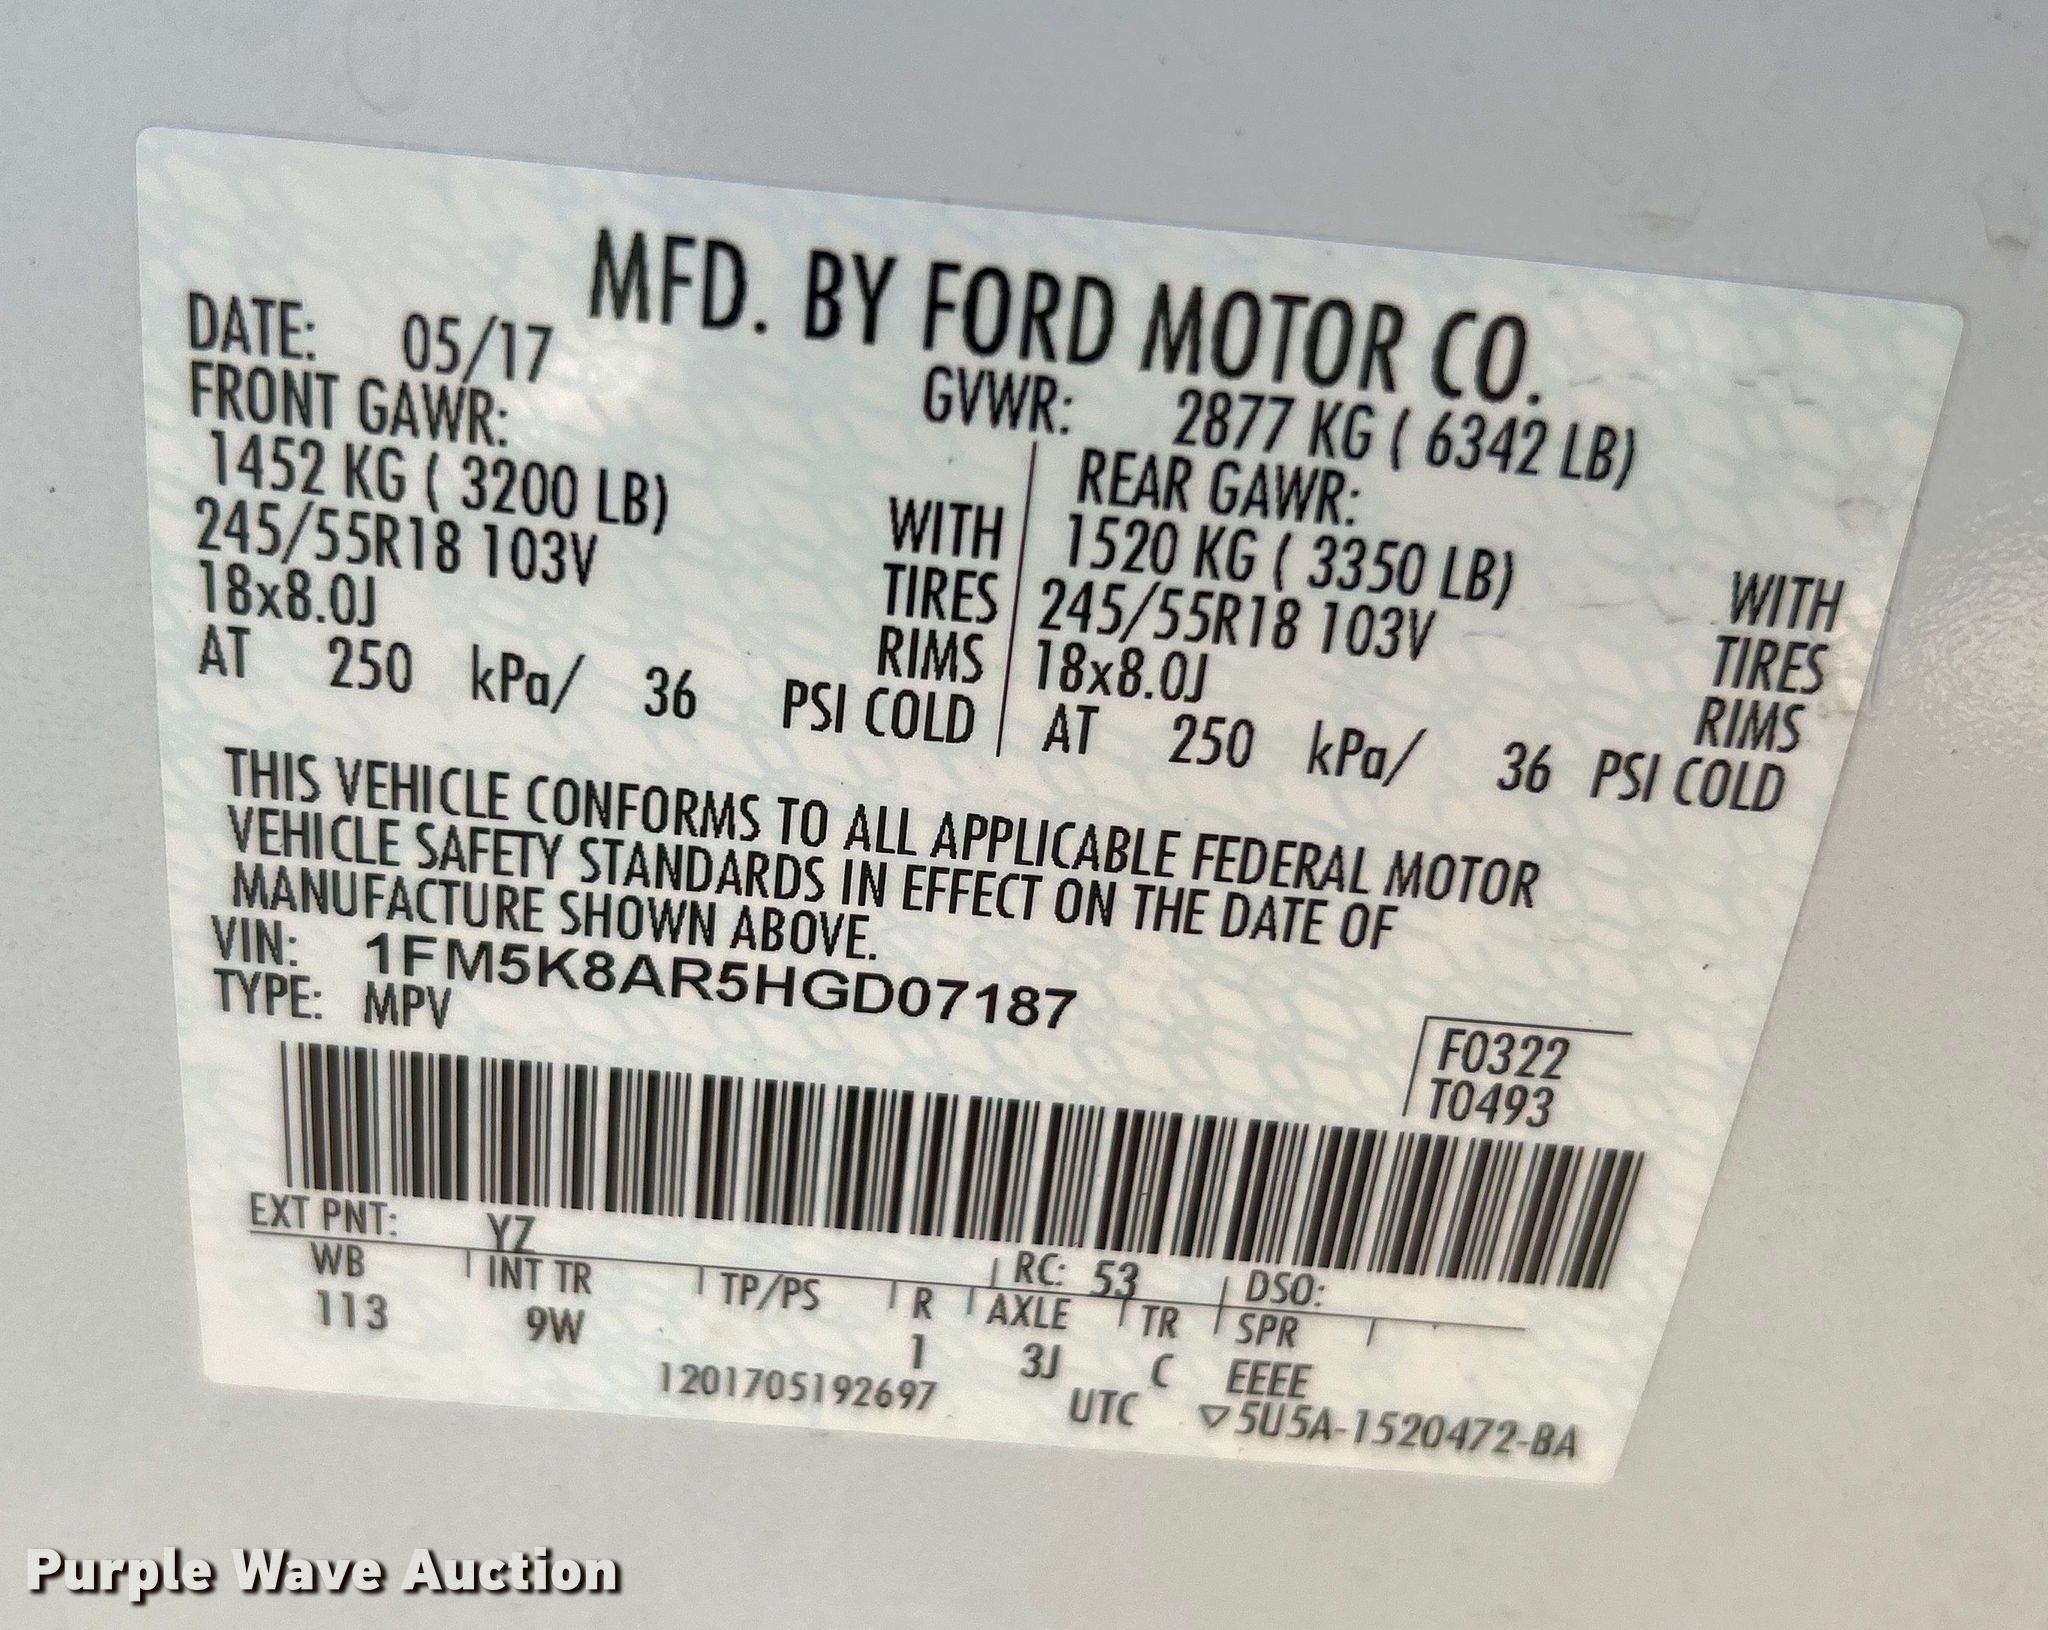 MFD. BY FORD MOTOR CO.
DATE: 05/17 GVWR: 2877 KG ( 6342 LB)
FRONT GAWR: REAR GAWR:
1452 KG ( 3200 LB) WITH 1520 KG ( 3350 LB) WITH
245/55R18 103V TIRES 245/55R18 103V TIRES
18x8.0J RIMS 18x8.0J RIMS
AT 250 kPa/ 36 PSI COLD AT 250 kPa/ 36 PSI COLD
THIS VEHICLE CONFORMS TO ALL APPLICABLE FEDERAL MOTOR
VEHICLE SAFETY STANDARDS IN EFFECT ON THE DATE OF
MANUFACTURE SHOWN ABOVE.
VIN: 1FM5K8AR5HGD07187
TYPE: MPV
F0322
T0493
EXT PNT: YZ RC: 53 DSO:
WB INT TR TP/PS R AXLE TR SPR
113 9W 1 3J C EEEE
1201705192697 UTC ▽5U5A-1520472-BA
Purple Wave Auction